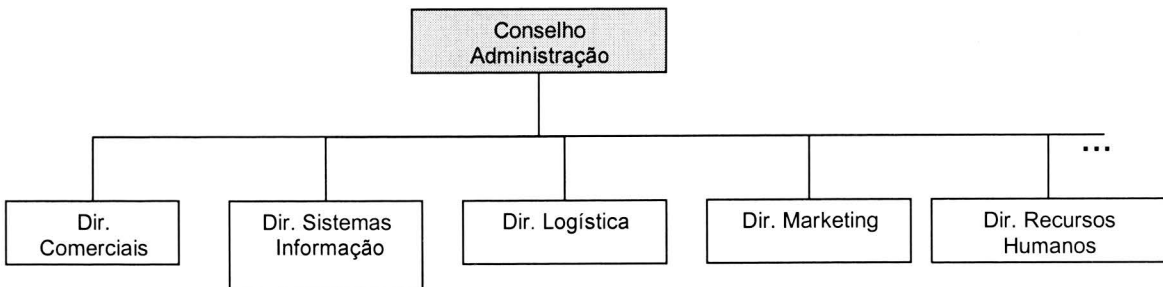 Conselho
Administração
...
Dir.
Comerciais
Dir. Sistemas
Informação
Dir. Logística
Dir. Marketing
Dir. Recursos
Humanos